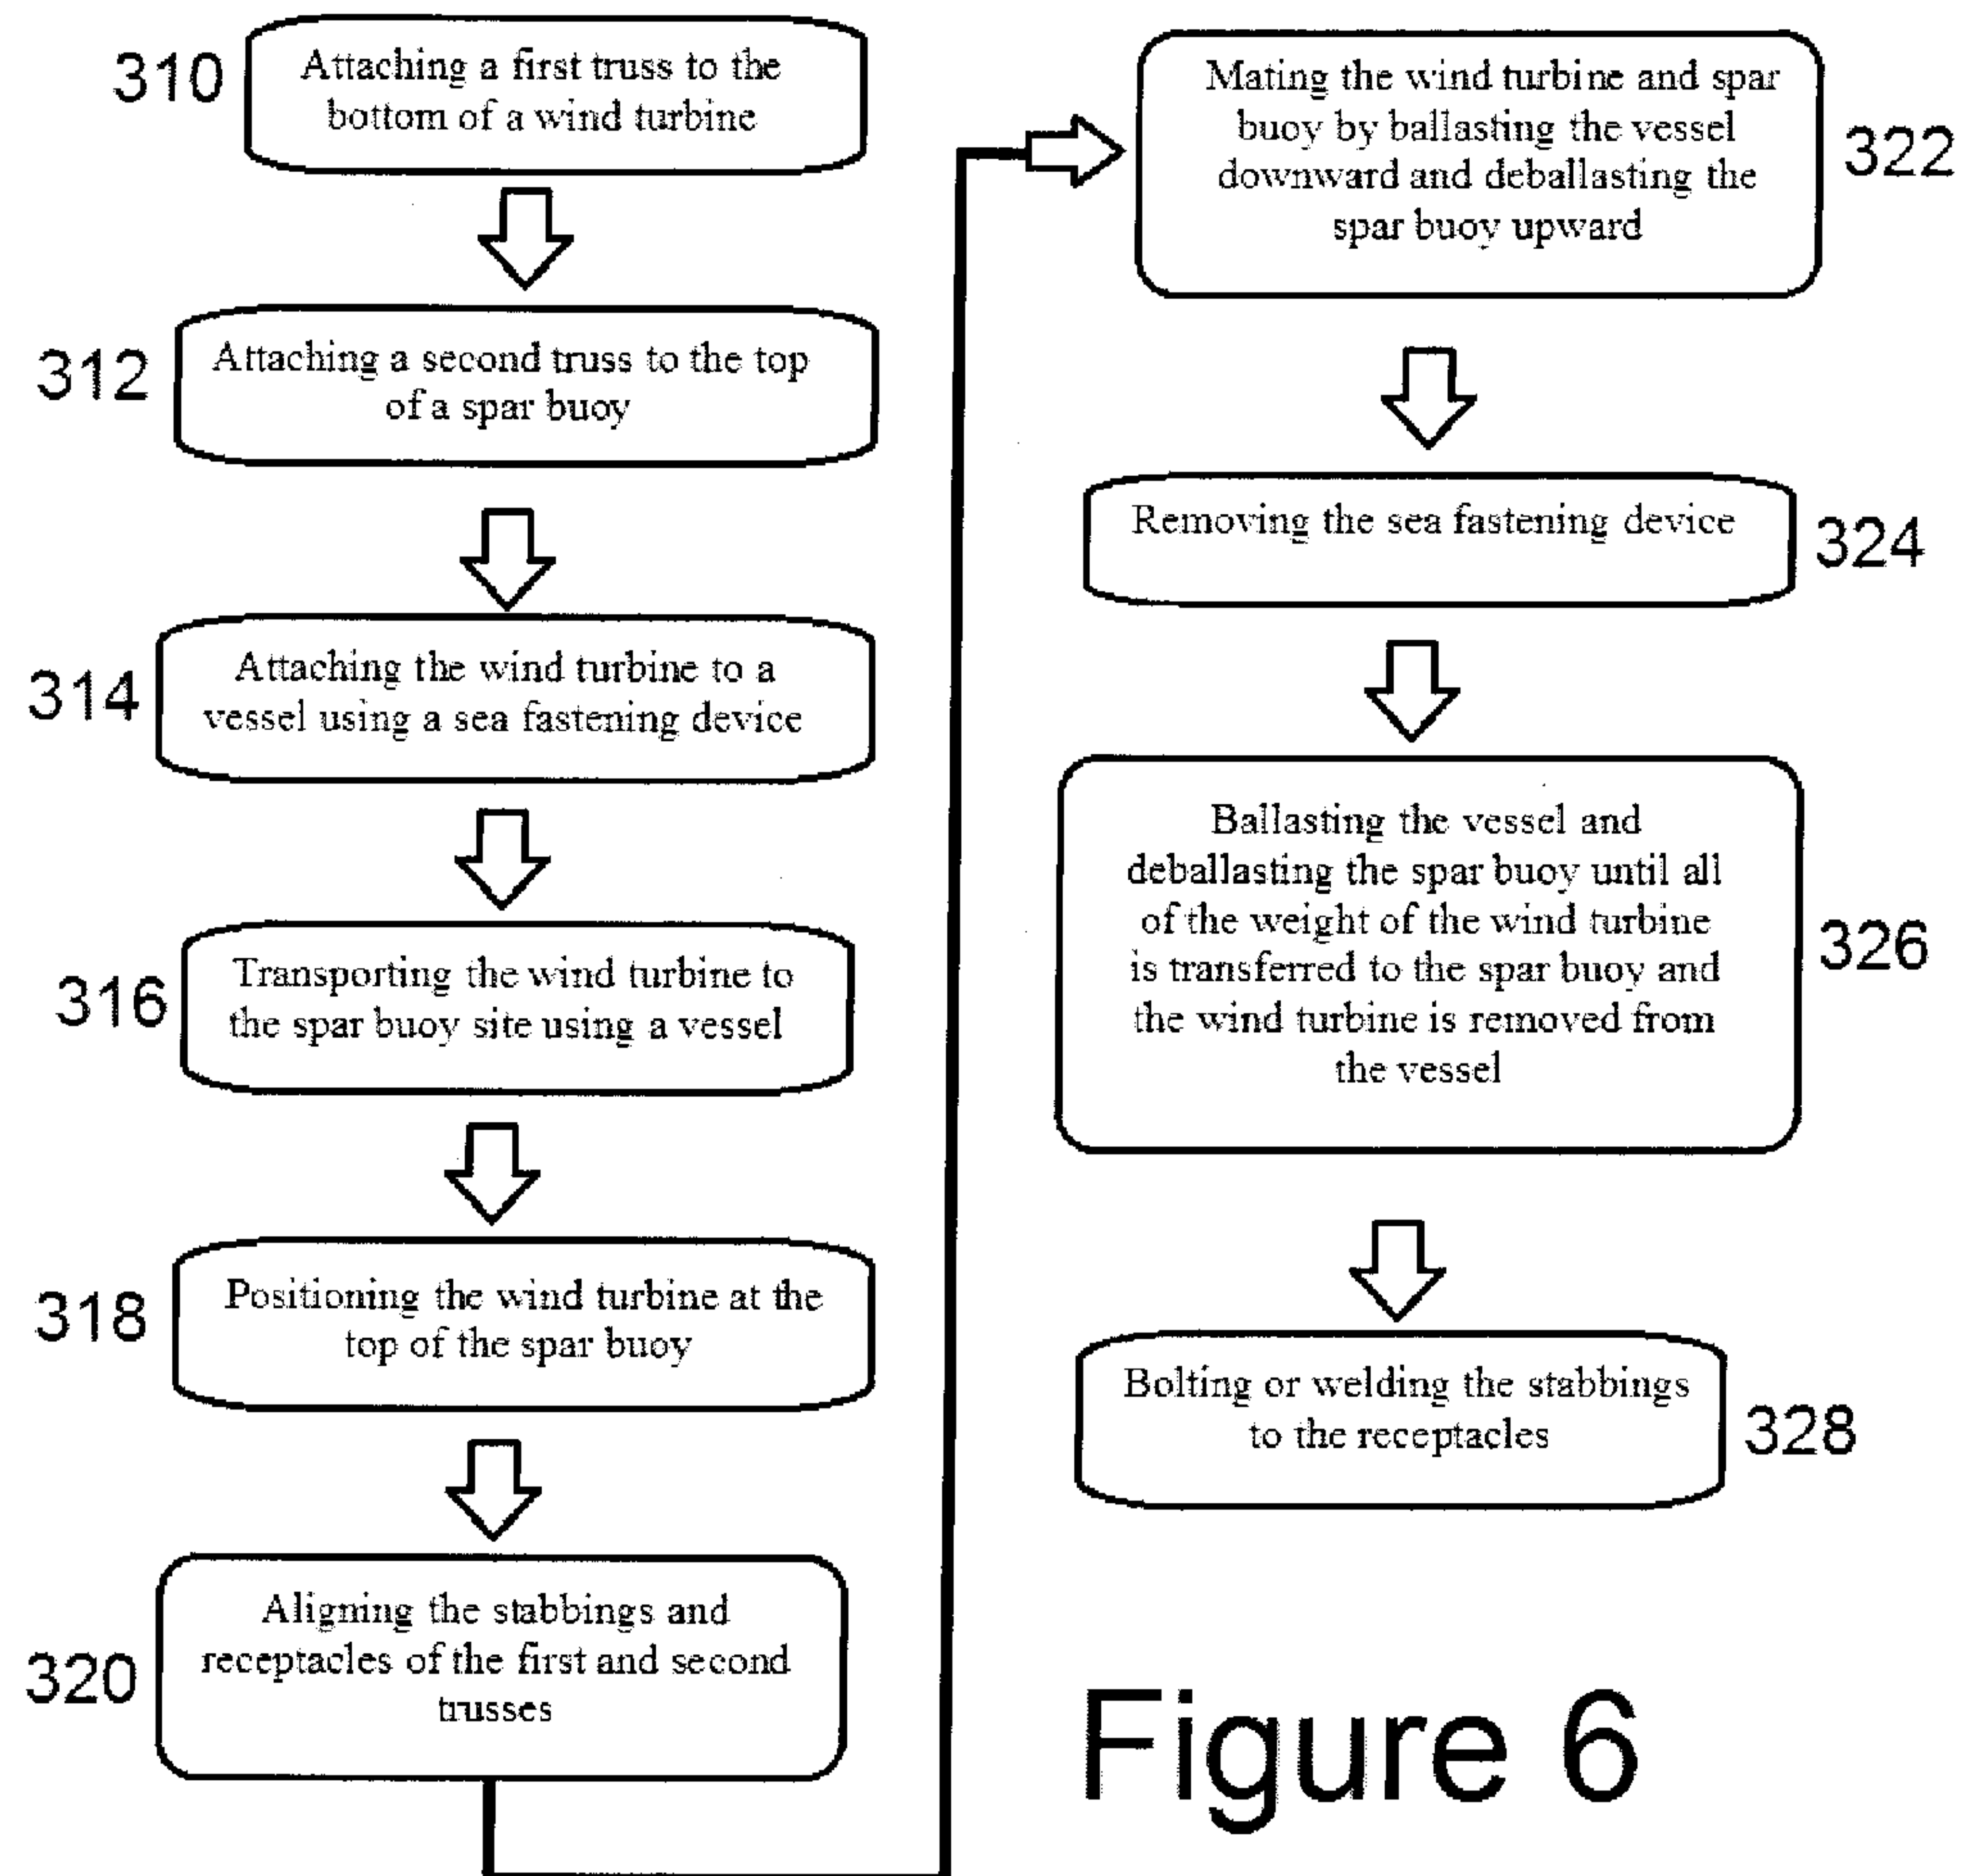 310
Attaching a first truss to the
bottom of a wind turbine
312
Attaching a second truss to the top
of a spar buoy
314
Attaching the wind turbine to a
vessel using a sea fastening device
316
Transporting the wind turbine to
the spar buoy site using a vessel
318
Positioning the wind turbine at the
top of the spar buoy
320
Aligning the stabbings and
receptacles of the first and second
trusses
322
Mating the wind turbine and spar
buoy by ballasting the vessel
downward and deballasting the
spar buoy upward
324
Removing the sea fastening device
326
Ballasting the vessel and
deballasting the spar buoy until all
of the weight of the wind turbine
is transferred to the spar buoy and
the wind turbine is removed from
the vessel
328
Bolting or welding the stabbings
to the receptacles
Figure 6